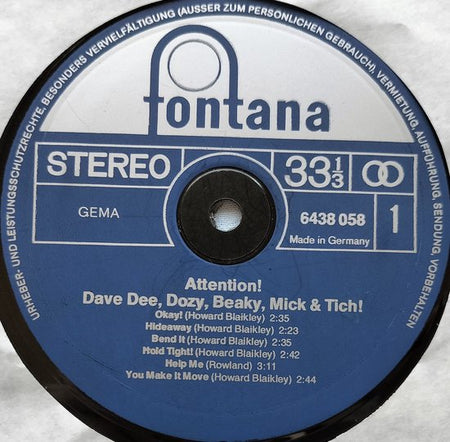 URHEBER- UND LEISTUNGSSCHUTZRECHTE, BESONDERS VERVIELFÄLTIGUNG (AUSSER ZUM PERSÖNLICHEN GEBRAUCH), VERMIETUNG, AUFFÜHRUNG, SENDUNG, VORBEHALTEN
fontana
STEREO
33 1/3
GEMA
6438 058
1
Made in Germany
Attention!
Dave Dee, Dozy, Beaky, Mick & Tich!
Okay! (Howard Blaikley) 2:35
Hideaway (Howard Blaikley) 2:23
Bend It (Howard Blaikley) 2:35
Hold Tight! (Howard Blaikley) 2:42
Help Me (Rowland) 3:11
You Make It Move (Howard Blaikley) 2:44